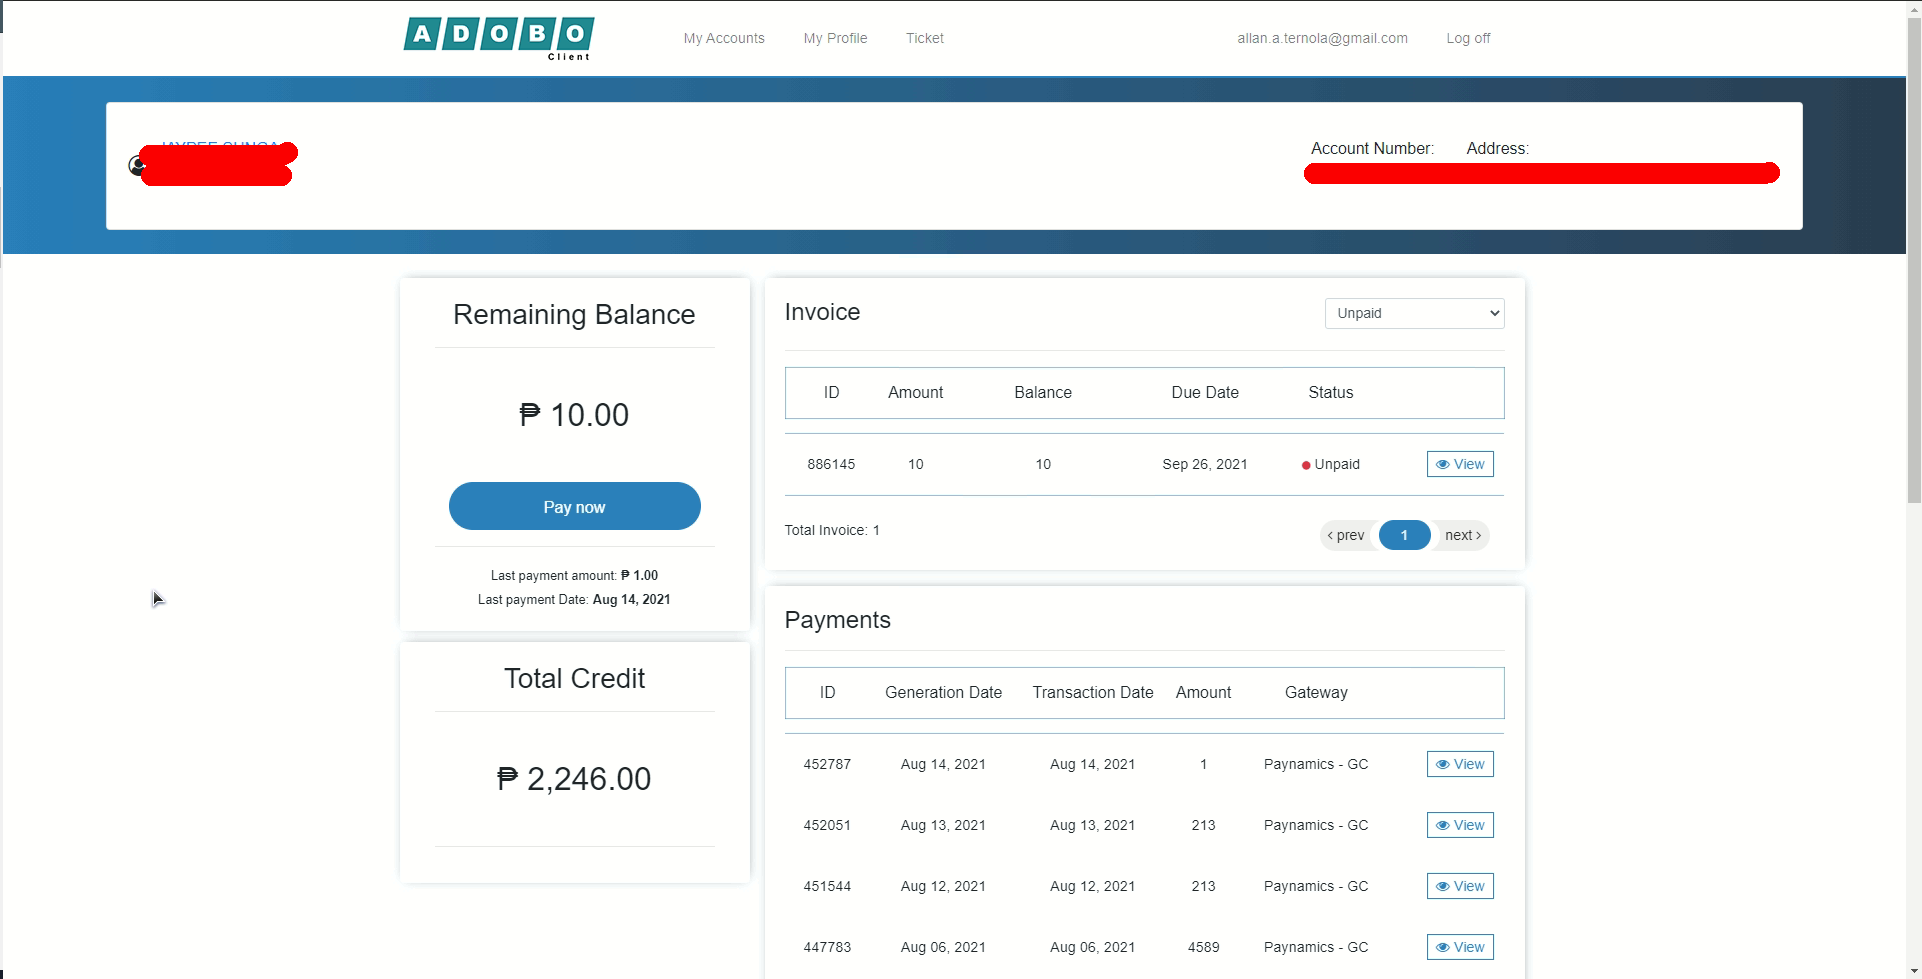 ADOBO
Client
My Accounts My Profile Ticket allan.a.ternola@gmail.com Log off
Account Number: Address:
Remaining Balance
₱ 10.00
Pay now
Last payment amount: ₱ 1.00
Last payment Date: Aug 14, 2021
Total Credit
₱ 2,246.00
Invoice Unpaid
ID Amount Balance Due Date Status
886145 10 10 Sep 26, 2021 Unpaid View
Total Invoice: 1
‹ prev 1 next ›
Payments
ID Generation Date Transaction Date Amount Gateway
452787 Aug 14, 2021 Aug 14, 2021 1 Paynamics - GC View
452051 Aug 13, 2021 Aug 13, 2021 213 Paynamics - GC View
451544 Aug 12, 2021 Aug 12, 2021 213 Paynamics - GC View
447783 Aug 06, 2021 Aug 06, 2021 4589 Paynamics - GC View